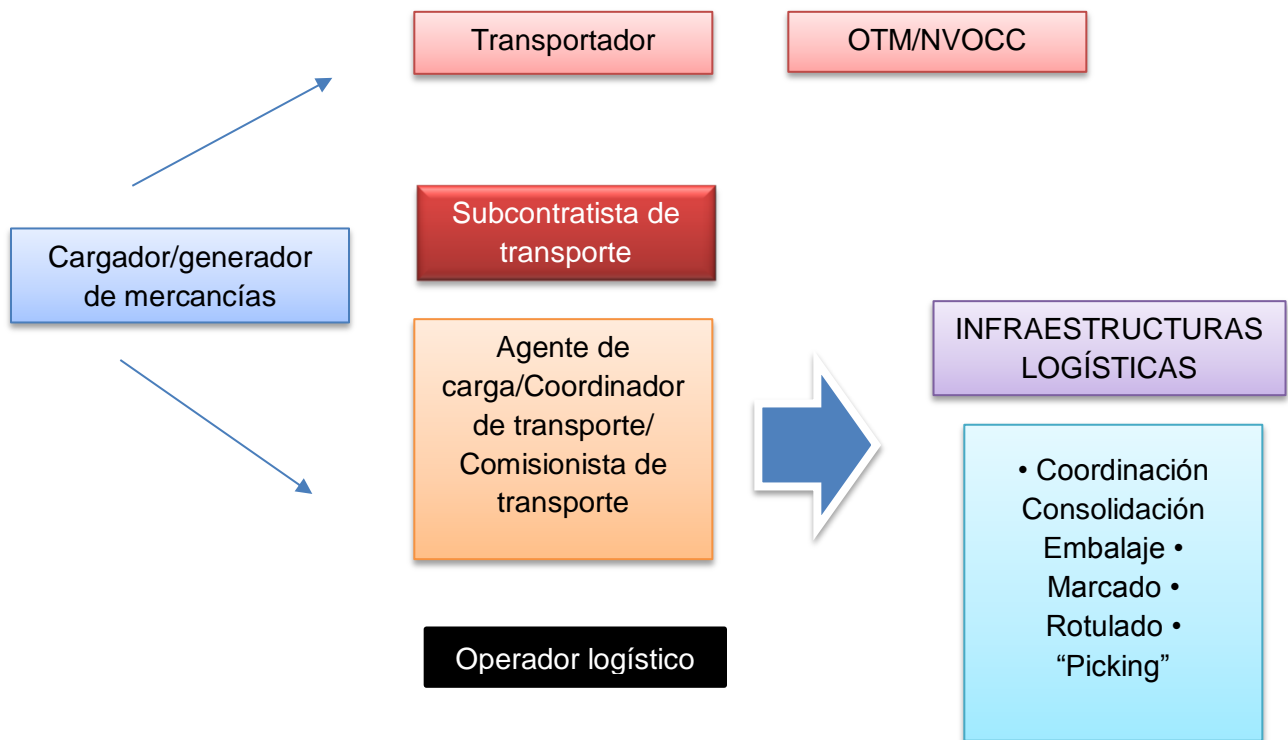 Transportador
OTM/NVOCC
Subcontratista de
transporte
Cargador/generador
de mercancías
Agente de
carga/Coordinador
de transporte/
Comisionista de
transporte
INFRAESTRUCTURAS
LOGÍSTICAS
• Coordinación
Consolidación
Embalaje •
Marcado •
Rotulado •
“Picking”
Operador logístico